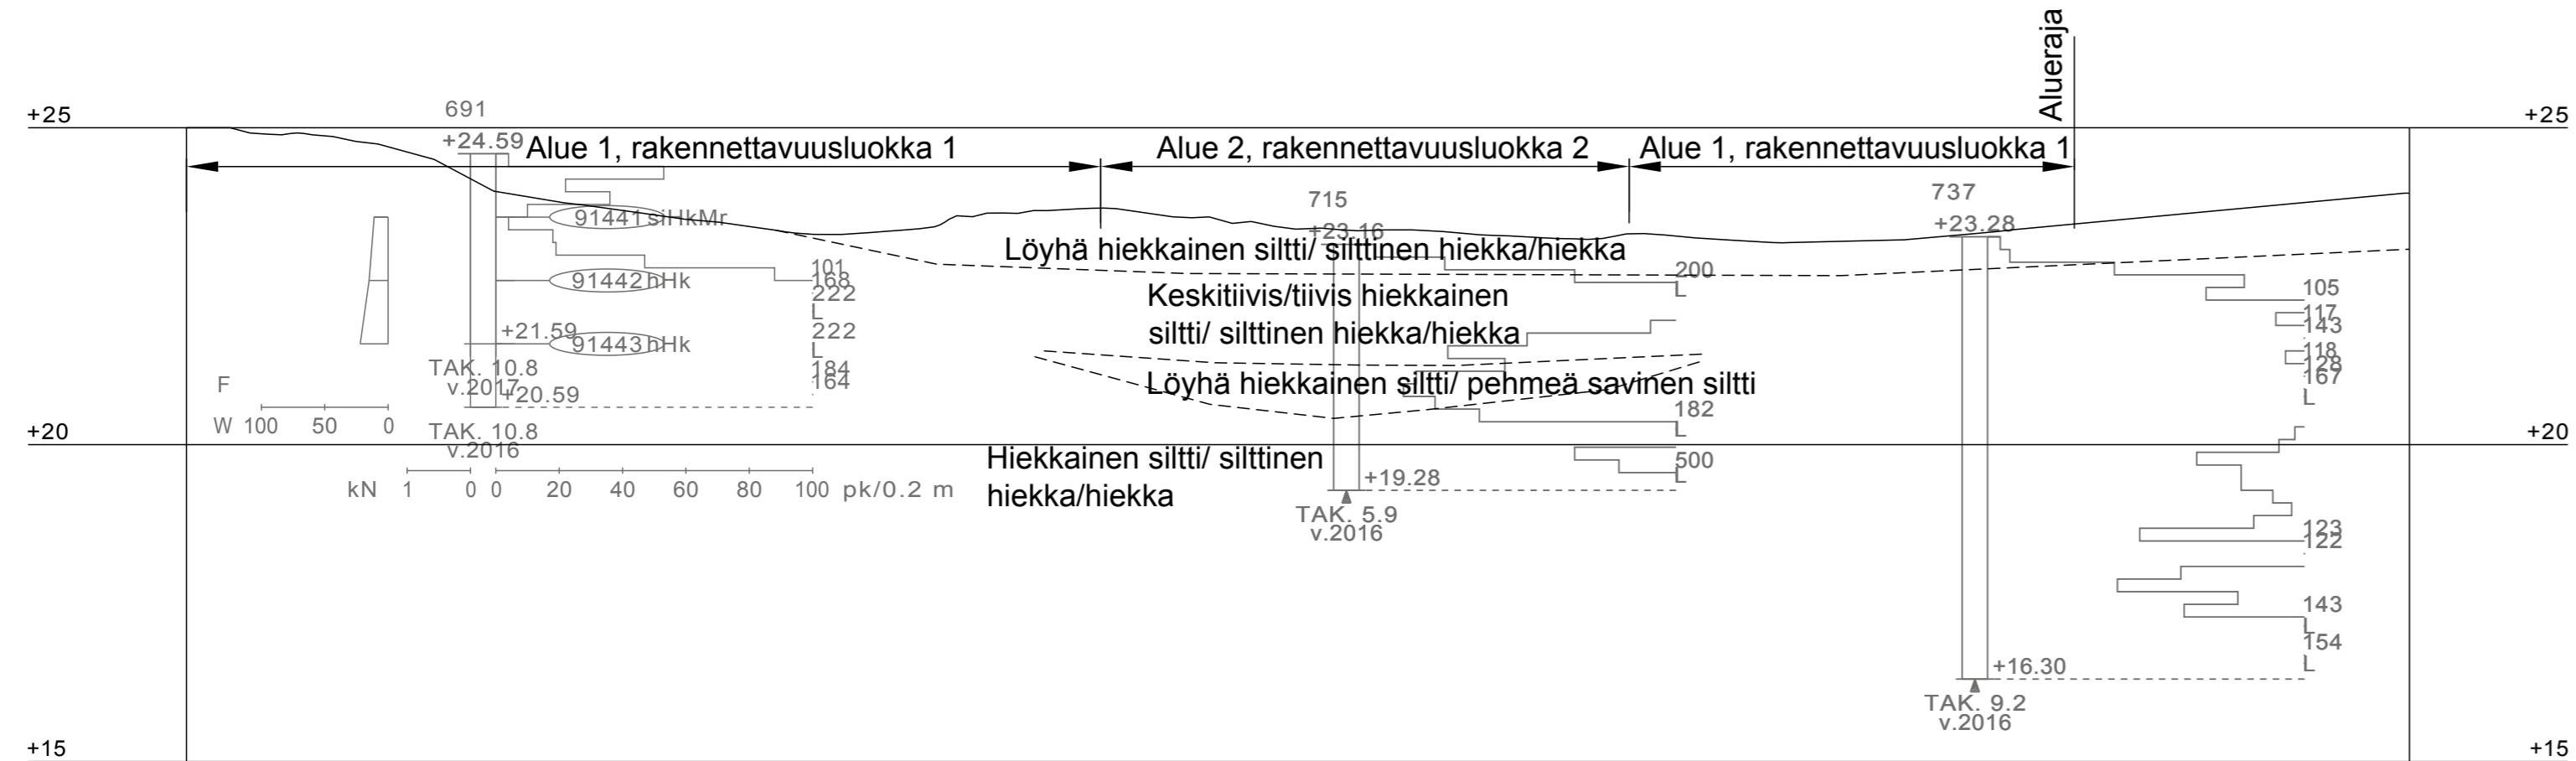 Alueraja
691
+25
+25
+24.59
Alue 1, rakennettavuusluokka 1
Alue 2, rakennettavuusluokka 2
Alue 1, rakennettavuusluokka 1
715
737
91441 siHkMr
+23.16
+23.28
Löyhä hiekkainen siltti/ silttinen hiekka/hiekka
101
168
91442 hHk
222
L
200
L
Keskitiivis/tiivis hiekkainen
siltti/ silttinen hiekka/hiekka
105
117
143
+21.59
91443 hHk
222
L
118
128
167
L
TAK. 10.8
v.2017
184
164
Löyhä hiekkainen siltti/ pehmeä savinen siltti
F
+20.59
W 100 50 0
182
L
TAK. 10.8
v.2016
+20
+20
Hiekkainen siltti/ silttinen
hiekka/hiekka
500
L
kN 1 0 0 20 40 60 80 100 pk/0.2 m
+19.28
TAK. 5.9
v.2016
123
122
143
L
154
L
+16.30
TAK. 9.2
v.2016
+15
+15